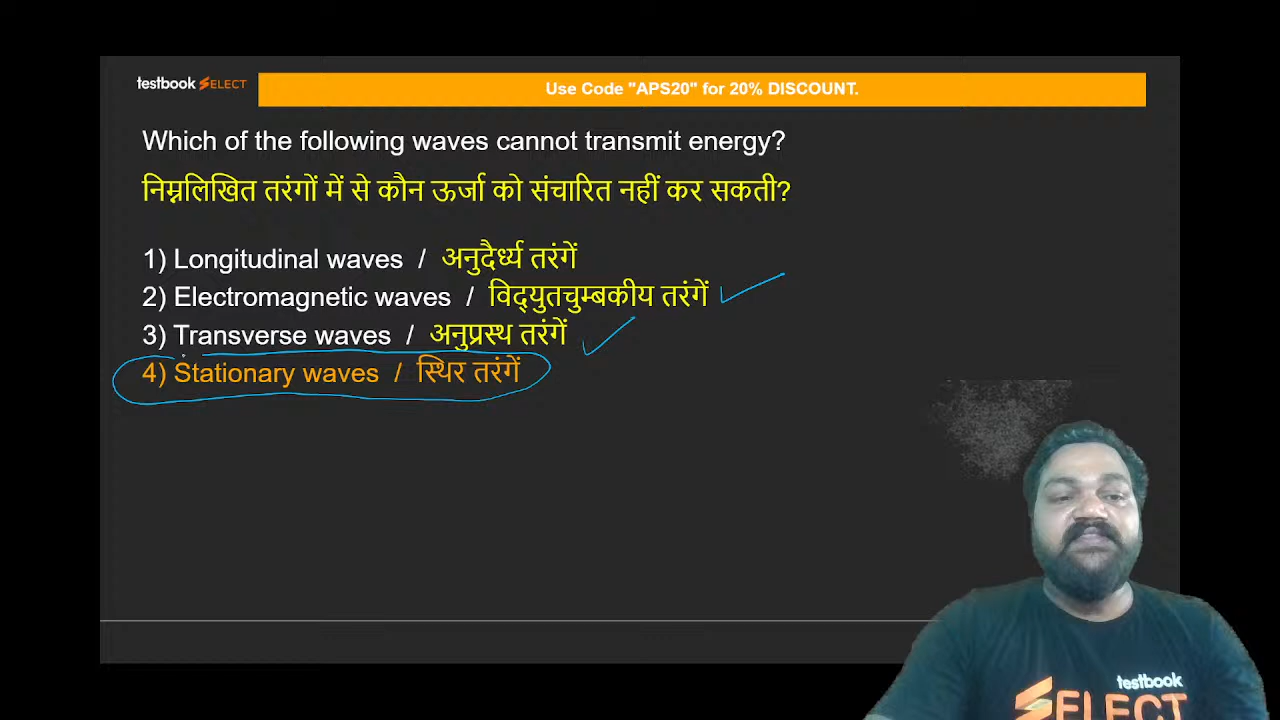 testbook SELECT
Use Code "APS20" for 20% DISCOUNT.
Which of the following waves cannot transmit energy?
निम्नलिखित तरंगों में से कौन ऊर्जा को संचारित नहीं कर सकती?
1) Longitudinal waves / अनुदैर्ध्य तरंगें
2) Electromagnetic waves / विद्युतचुम्बकीय तरंगें
3) Transverse waves / अनुप्रस्थ तरंगें
4) Stationary waves / स्थिर तरंगें
testbook
SELECT